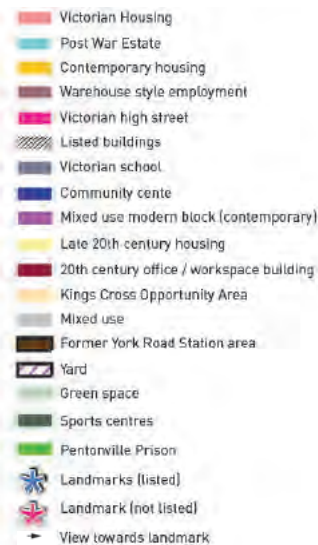 Victorian Housing
Post War Estate
Contemporary housing
Warehouse style employment
Victorian high street
Listed buildings
Victorian school
Community cente
Mixed use modern block (contemporary)
Late 20th century housing
20th century office / workspace building
Kings Cross Opportunity Area
Mixed use
Former York Road Station area
Yard
Green space
Sports centres
Pentonville Prison
Landmarks (listed)
Landmark (not listed)
View towards landmark